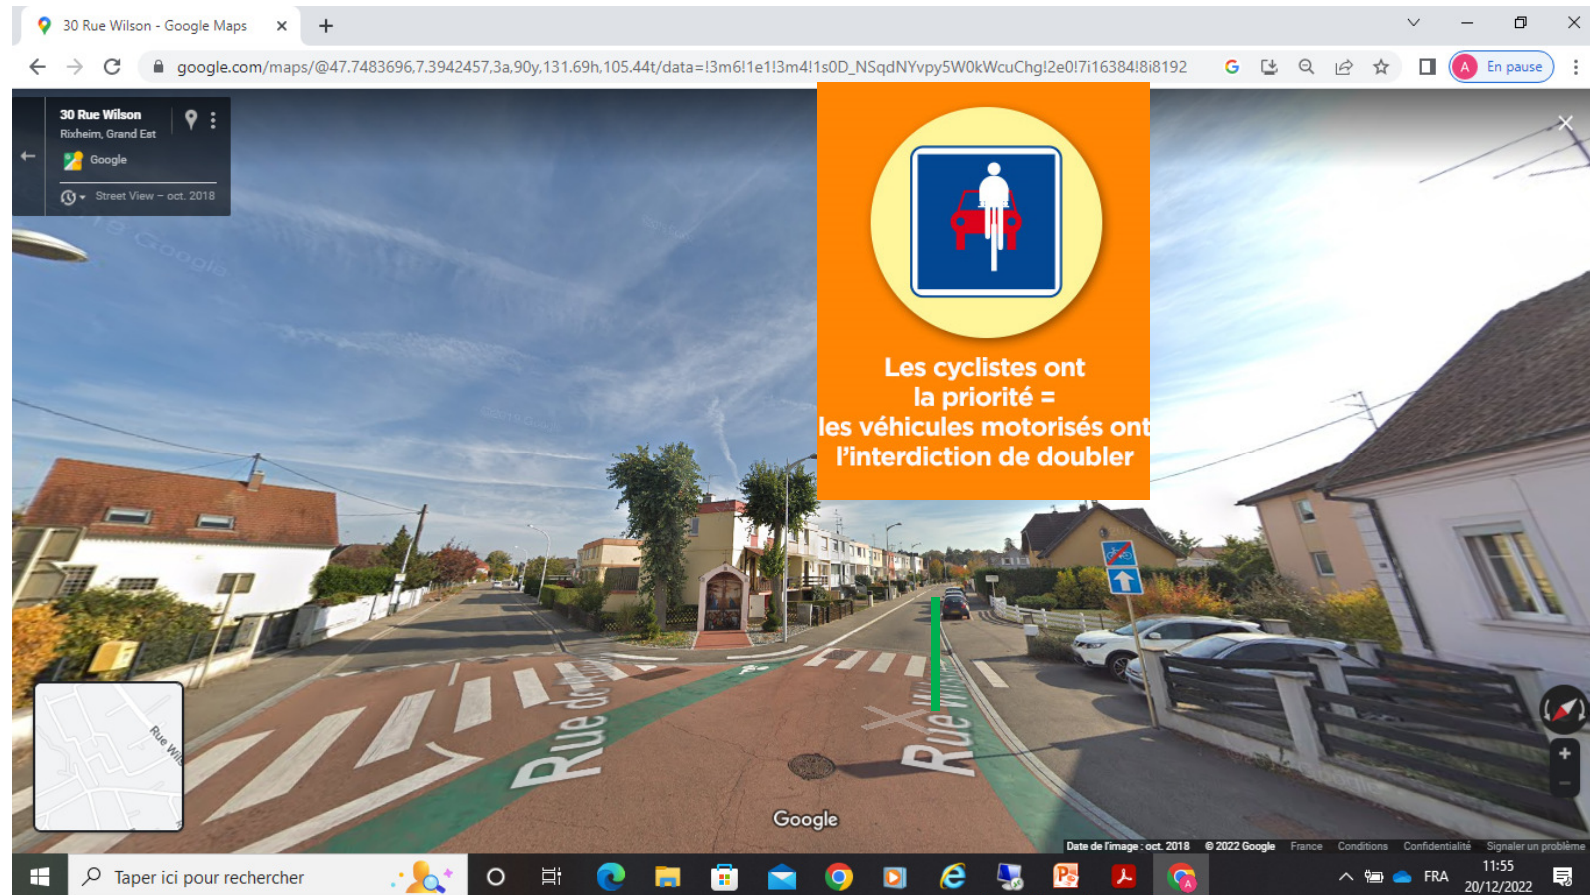 30 Rue Wilson - Google Maps
google.com/maps/@47.7483696,7.3942457,3a,90y,131.69h,105.44t/data=!3m6!1e1!3m4!1s0D_NSqdNYvpy5W0kWcuChg!2e0!7i16384!8i8192
A En pause
30 Rue Wilson
Rixheim, Grand Est
Google
Street View – oct. 2018
Les cyclistes ont
la priorité =
les véhicules motorisés ont
l'interdiction de doubler
Rue de
Rue Wil
Rue Wil
Google
Date de l'image : oct. 2018 © 2022 Google France Conditions Confidentialité Signaler un problème
Taper ici pour rechercher
FRA
11:55
20/12/2022